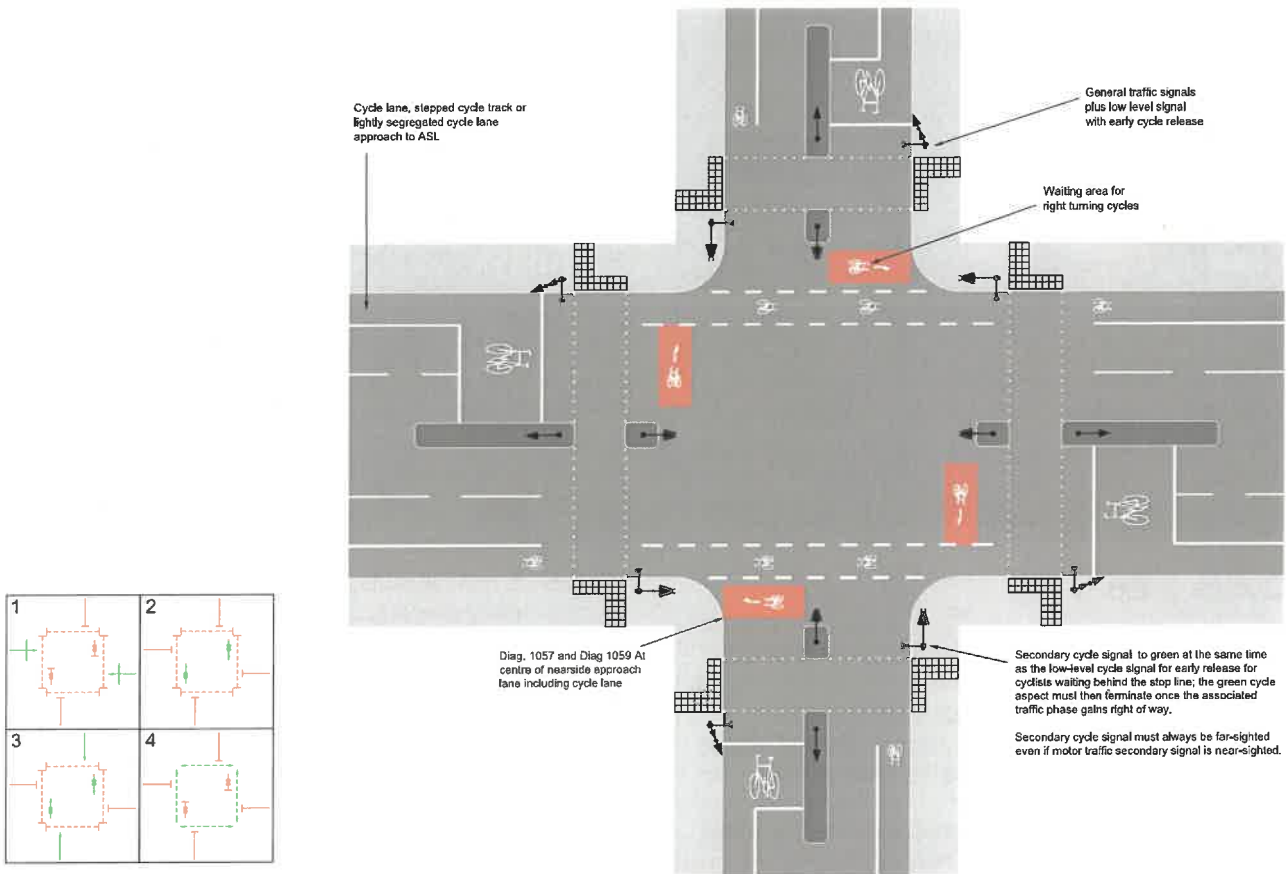 Cycle lane, stepped cycle track or
lightly segregated cycle lane
approach to ASL
General traffic signals
plus low level signal
with early cycle release
Waiting area for
right turning cycles
Diag. 1057 and Diag 1059 At
centre of nearside approach
lane including cycle lane
Secondary cycle signal to green at the same time
as the low-level cycle signal for early release for
cyclists waiting behind the stop line; the green cycle
aspect must then terminate once the associated
traffic phase gains right of way.
Secondary cycle signal must always be far-sighted
even if motor traffic secondary signal is near-sighted.
1
2
3
4